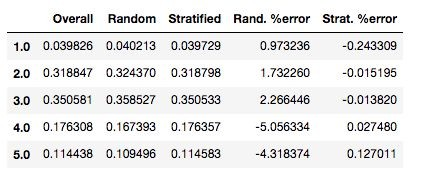 Overall Random Stratified Rand. %error Strat. %error
1.0 0.039826 0.040213 0.039729 0.973236 -0.243309
2.0 0.318847 0.324370 0.318798 1.732260 -0.015195
3.0 0.350581 0.358527 0.350533 2.266446 -0.013820
4.0 0.176308 0.167393 0.176357 -5.056334 0.027480
5.0 0.114438 0.109496 0.114583 -4.318374 0.127011